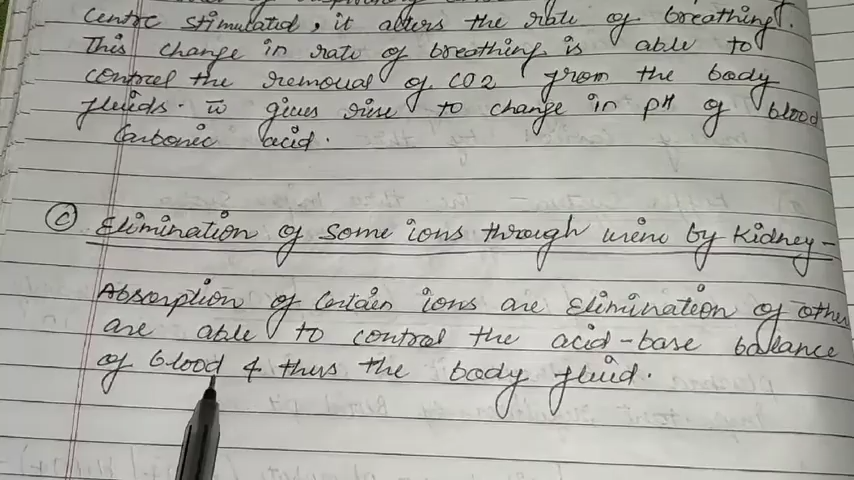 centre stimulated, it alters the rate of breathing.
This change in rate of breathing is able to
control the removal of CO2 from the body
fluids. It gives rise to change in pH of blood
Carbonic acid.
(c) Elimination of some ions through urine by Kidney -
Absorption of certain ions are Elimination of other
are able to control the acid-base balance
of blood & thus the body fluid.